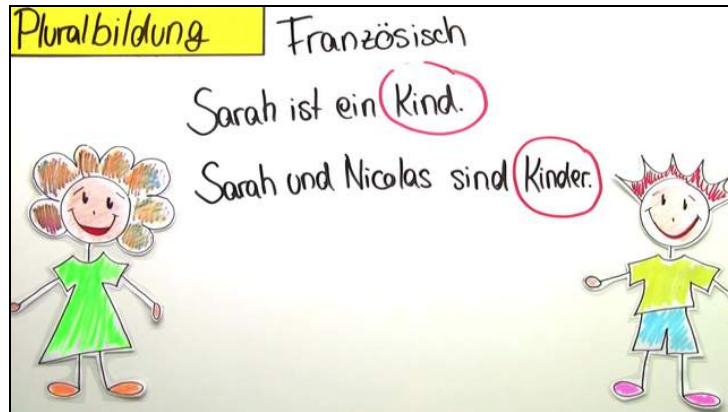 Pluralbildung Französisch
Sarah ist ein Kind.
Sarah und Nicolas sind Kinder.